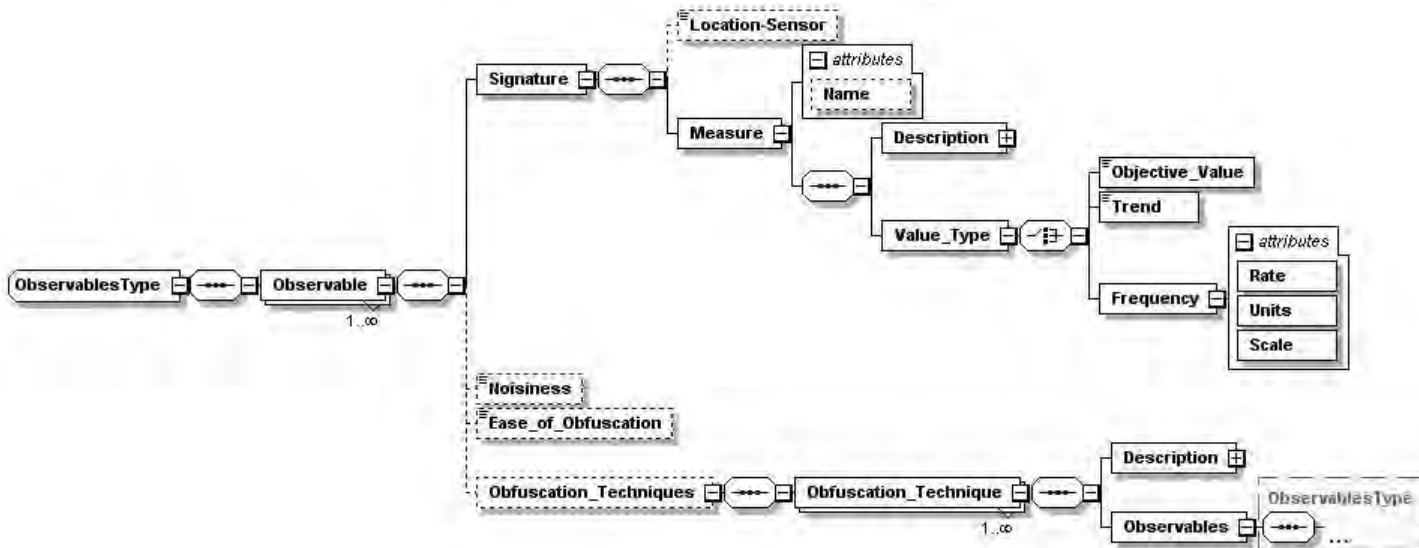 Location-Sensor
attributes
Signature
Name
Measure
Description
Objective_Value
Trend
Value_Type
attributes
ObservablesType
Observable
Rate
Frequency
1..∞
Units
Scale
Noisiness
Ease_of_Obfuscation
Description
Obfuscation_Techniques
Obfuscation_Technique
ObservablesType
1..∞
Observables
...